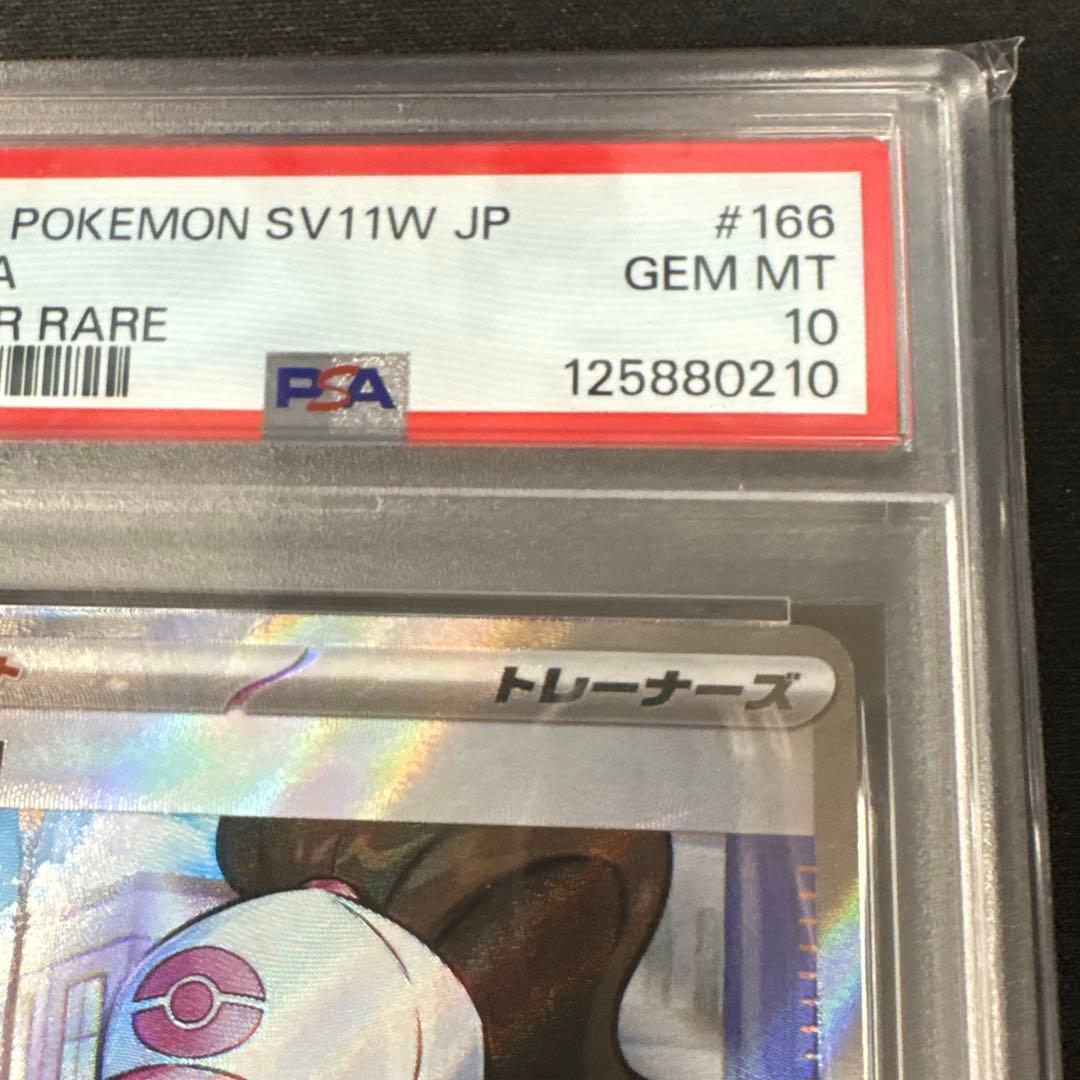 POKEMON SV11W JP #166
A GEM MT
R RARE 10
PSA 125880210
トレーナーズ